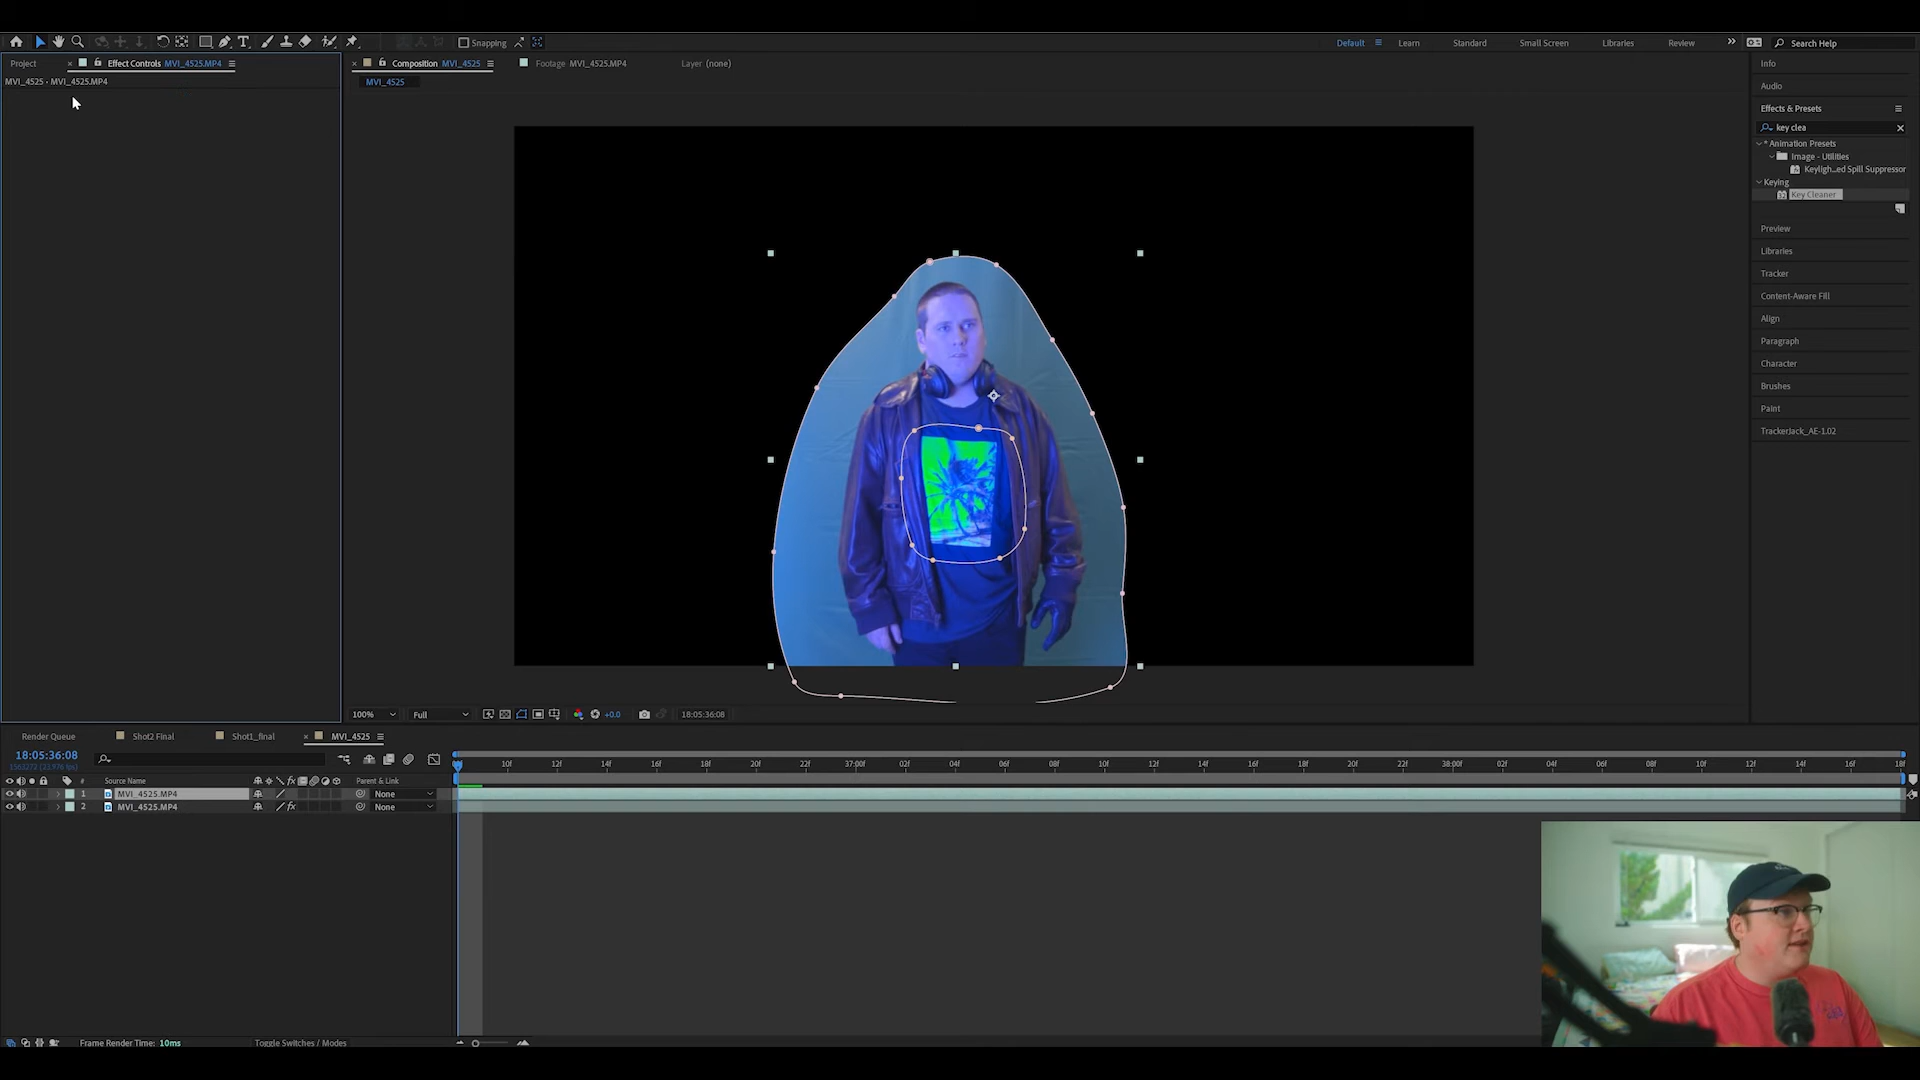 Snapping
Default
Learn
Standard
Small Screen
Libraries
Review
Search Help
Project
Effect Controls MVI_4525.MP4
Composition MVI_4525
Footage MVI_4525.MP4
Layer (none)
MVI_4525 • MVI_4525.MP4
MVI_4525
Info
Audio
Effects & Presets
key clea
* Animation Presets
Image - Utilities
Keyligh...ed Spill Suppressor
Keying
Key Cleaner
Preview
Libraries
Tracker
Content-Aware Fill
Align
Paragraph
Character
Brushes
Paint
TrackerJack_AE-1.02
100%
Full
+0.0
18:05:36:08
Render Queue
Shot2 Final
Shot1_final
MVI_4525
18:05:36:08
10f 12f 14f 16f 18f 20f 22f 37:00f 02f 04f 06f 08f 10f 12f 14f 16f 18f 20f 22f 38:00f 02f 04f 06f 08f 10f 12f 14f 16f 18f
# Source Name
Parent & Link
1 MVI_4525.MP4 None
2 MVI_4525.MP4 None
Frame Render Time: 10ms
Toggle Switches / Modes